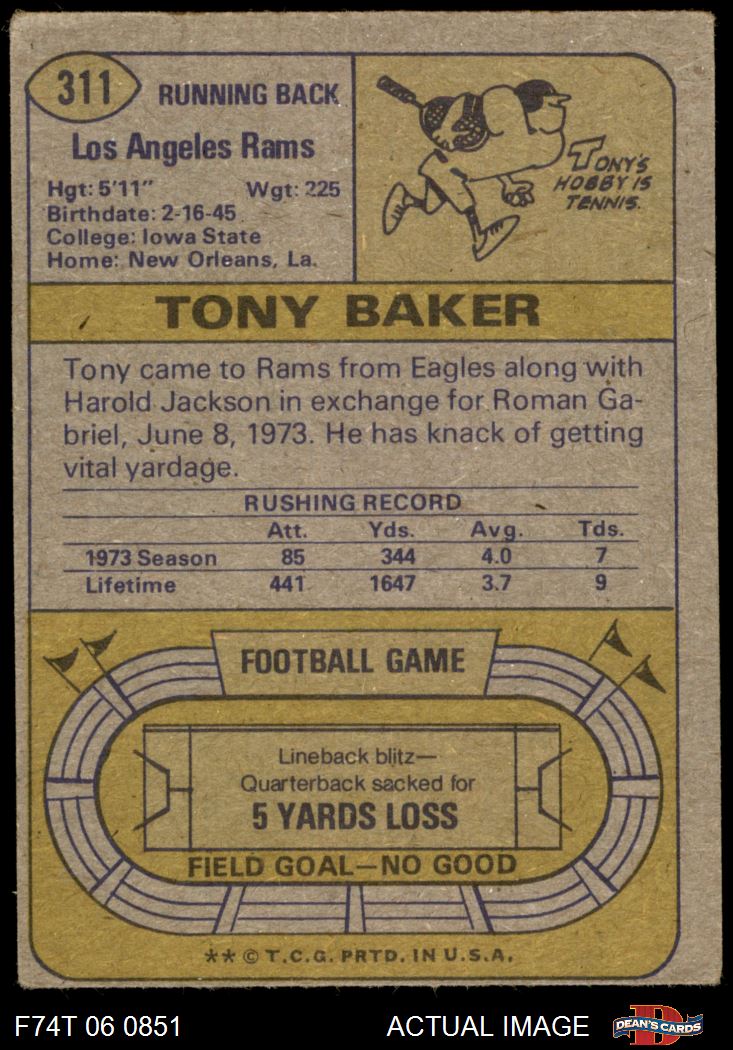 311 RUNNING BACK
Los Angeles Rams
Hgt: 5'11" Wgt: 225
Birthdate: 2-16-45
College: Iowa State
Home: New Orleans, La.
TONY'S
HOBBY IS
TENNIS.
TONY BAKER
Tony came to Rams from Eagles along with
Harold Jackson in exchange for Roman Ga-
briel, June 8, 1973. He has knack of getting
vital yardage.
RUSHING RECORD
Att. Yds. Avg. Tds.
1973 Season 85 344 4.0 7
Lifetime 441 1647 3.7 9
FOOTBALL GAME
Lineback blitz—
Quarterback sacked for
5 YARDS LOSS
FIELD GOAL—NO GOOD
** © T.C.G. PRTD. IN U.S.A.
F74T 06 0851 ACTUAL IMAGE D DEAN'S CARDS